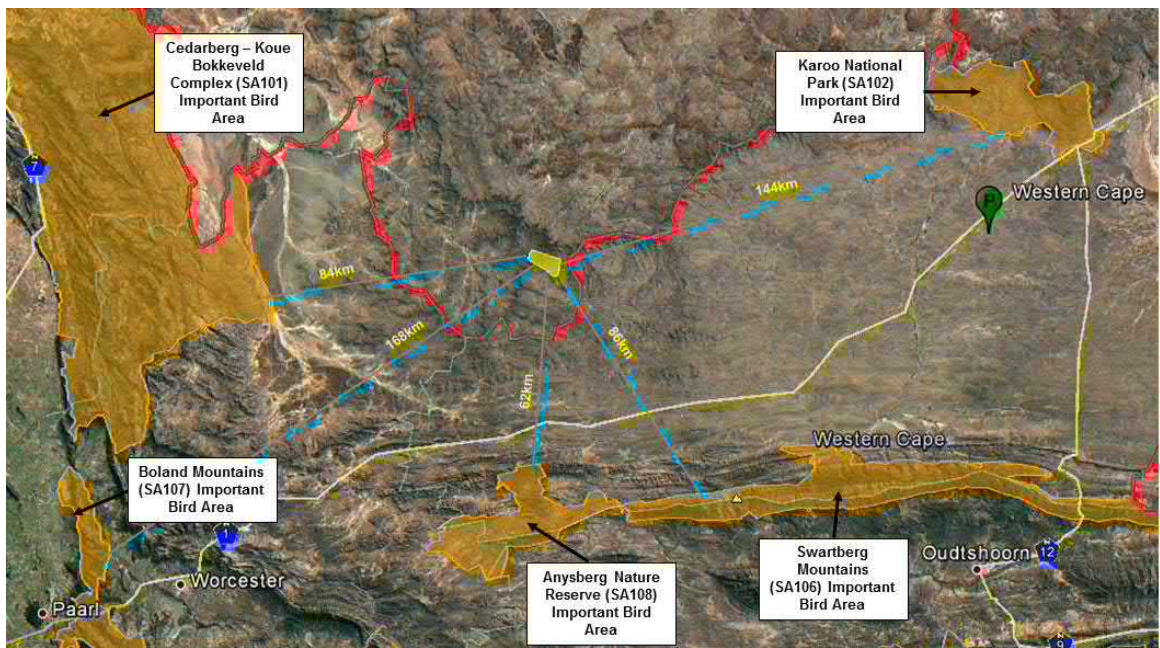 Cedarberg – Koue
Bokkeveld
Complex (SA101)
Important Bird
Area
Karoo National
Park (SA102)
Important Bird
Area
N
7
144km
P
Western Cape
84km
168km
86km
62km
Western Cape
Boland Mountains
(SA107) Important
Bird Area
N
1
Worcester
Paarl
Anysberg Nature
Reserve (SA108)
Important Bird
Area
Swartberg
Mountains
(SA106) Important
Bird Area
Oudtshoorn
N
12
N
9